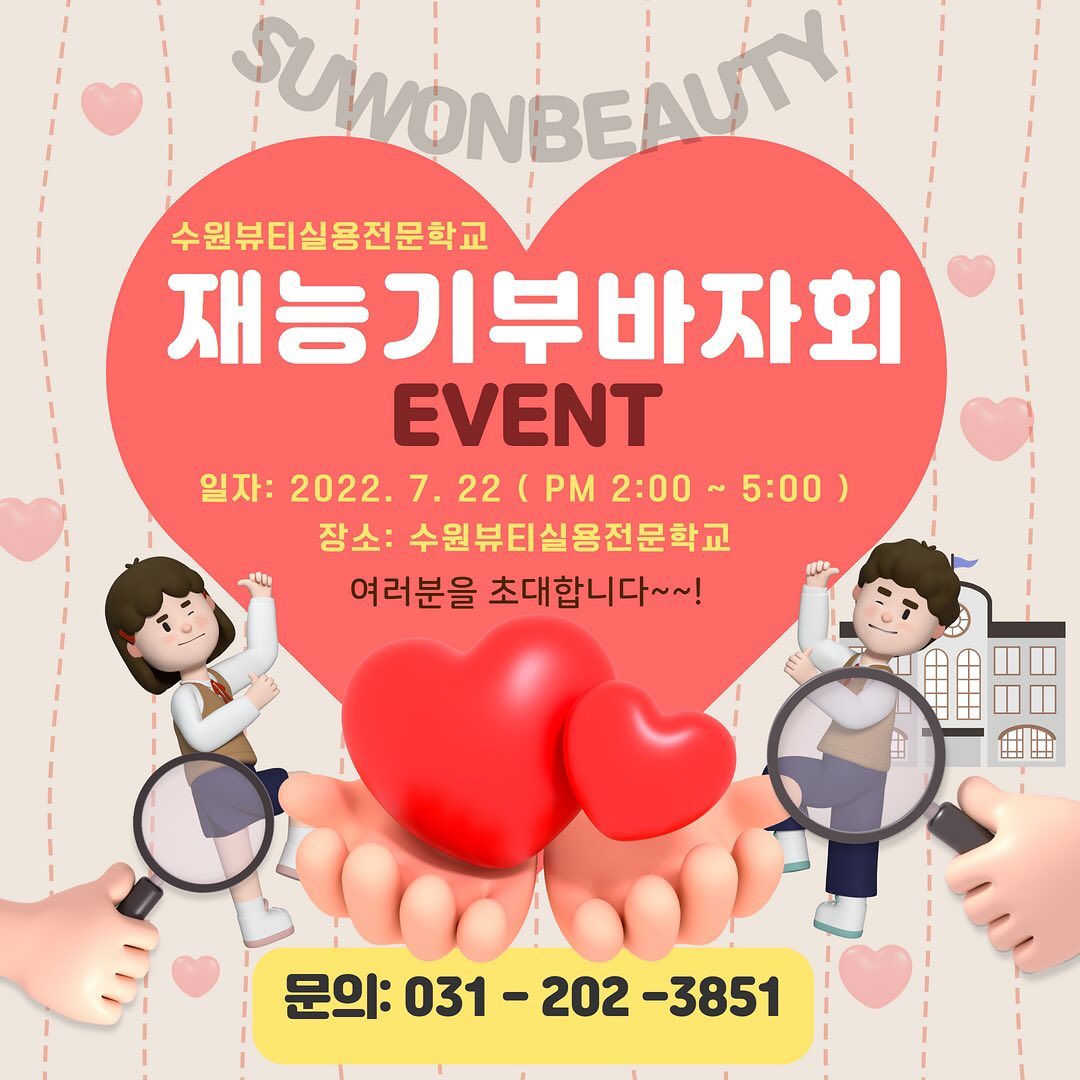 SUWONBEAUTY
수원뷰티실용전문학교
재능기부바자회
EVENT
일자: 2022. 7. 22 ( PM 2:00 ~ 5:00 )
장소: 수원뷰티실용전문학교
여러분을 초대합니다~~!
문의: 031 - 202 -3851